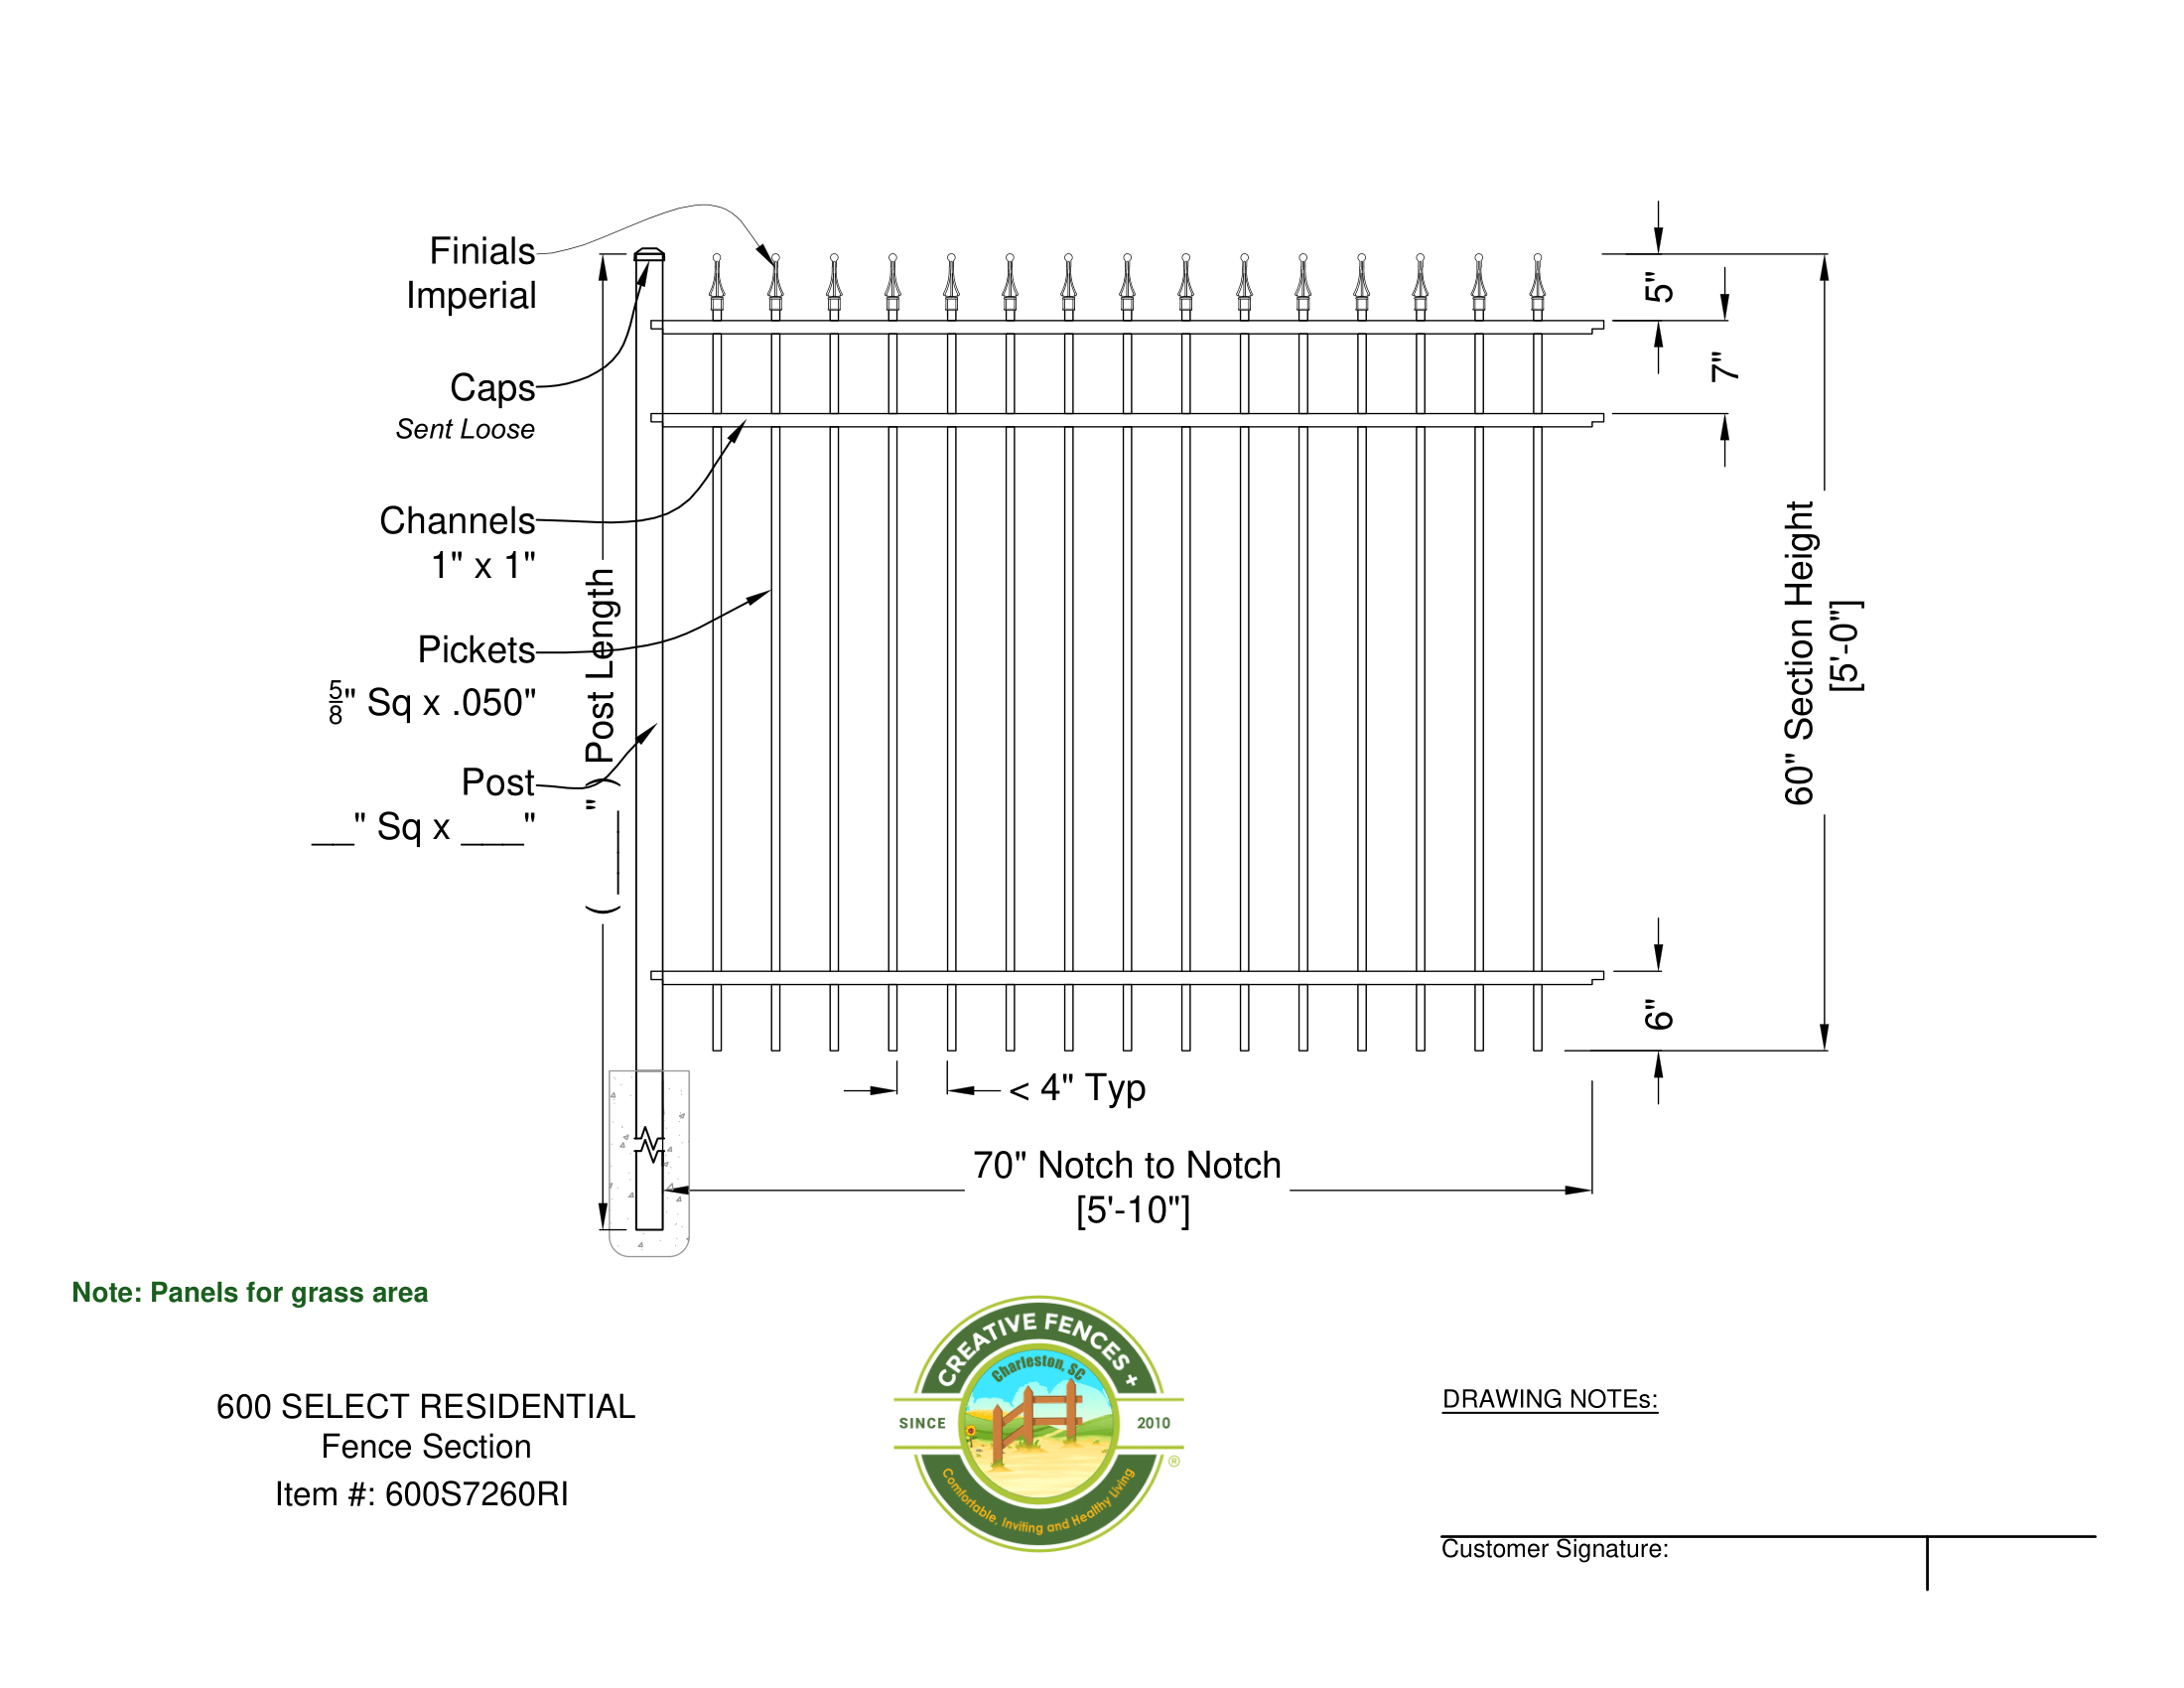 Finials
Imperial
Caps
Sent Loose
Channels
1" x 1"
Pickets
5/8" Sq x .050"
Post
__" Sq x ___"
(____" ) Post Length
5"
7"
60" Section Height
[5'-0"]
6"
< 4" Typ
70" Notch to Notch
[5'-10"]
Note: Panels for grass area
600 SELECT RESIDENTIAL
Fence Section
Item #: 600S7260RI
CREATIVE FENCES +
Charleston, SC
SINCE 2010
®
Comfortable, Inviting and Healthy Living
DRAWING NOTEs:
Customer Signature: